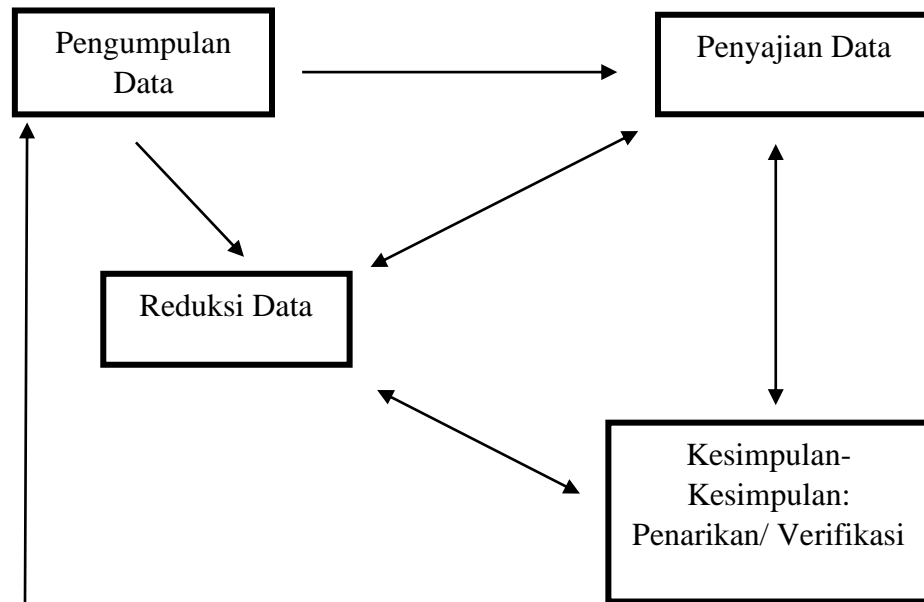 Pengumpulan
Data
Penyajian Data
Reduksi Data
Kesimpulan-
Kesimpulan:
Penarikan/ Verifikasi